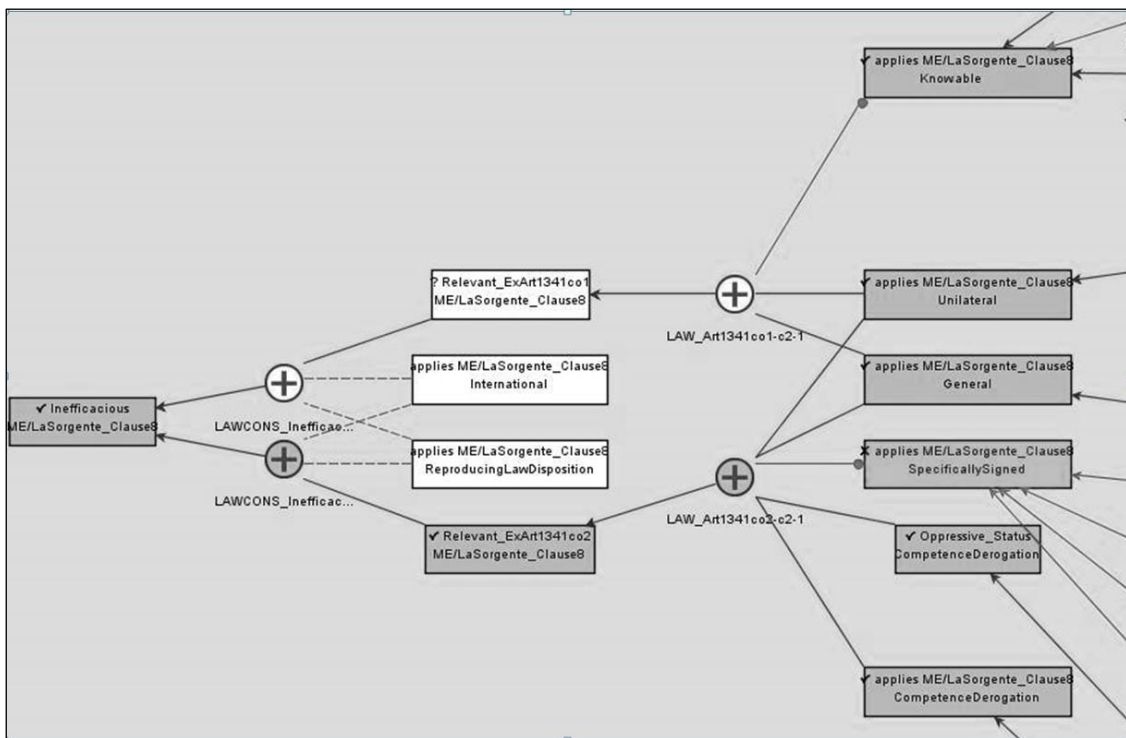 ✔ applies ME/LaSorgente_Clause8
Knowable
? Relevant_ExArt1341co1
ME/LaSorgente_Clause8
LAW_Art1341co1-c2-1
✔ applies ME/LaSorgente_Clause8
Unilateral
applies ME/LaSorgente_Clause8
International
✔ applies ME/LaSorgente_Clause8
General
✔ Inefficacious
ME/LaSorgente_Clause8
LAWCONS_Inefficac...
applies ME/LaSorgente_Clause8
ReproducingLawDisposition
✘ applies ME/LaSorgente_Clause8
SpecificallySigned
LAWCONS_Inefficac...
LAW_Art1341co2-c2-1
✔ Relevant_ExArt1341co2
ME/LaSorgente_Clause8
✔ Oppressive_Status
CompetenceDerogation
✔ applies ME/LaSorgente_Clause8
CompetenceDerogation